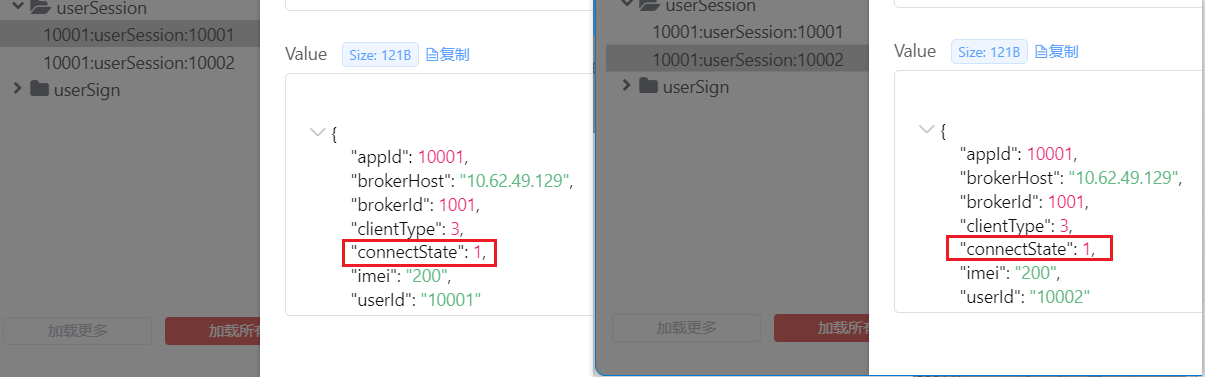 userSession
10001:userSession:10001
10001:userSession:10002
userSign
加载更多
加载所有
Value Size: 121B 复制
{
"appId": 10001,
"brokerHost": "10.62.49.129",
"brokerId": 1001,
"clientType": 3,
"connectState": 1,
"imei": "200",
"userId": "10001"
userSession
10001:userSession:10001
10001:userSession:10002
userSign
加载更多
加载所有
Value Size: 121B 复制
{
"appId": 10001,
"brokerHost": "10.62.49.129",
"brokerId": 1001,
"clientType": 3,
"connectState": 1,
"imei": "200",
"userId": "10002"